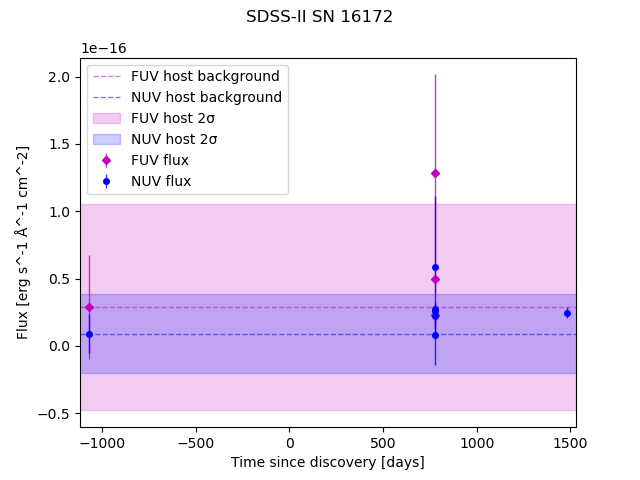 SDSS-II SN 16172
1e−16
FUV host background
NUV host background
FUV host 2σ
NUV host 2σ
FUV flux
NUV flux
2.0
1.5
1.0
0.5
0.0
−0.5
Flux [erg s^-1 Å^-1 cm^-2]
−1000
−500
0
500
1000
1500
Time since discovery [days]